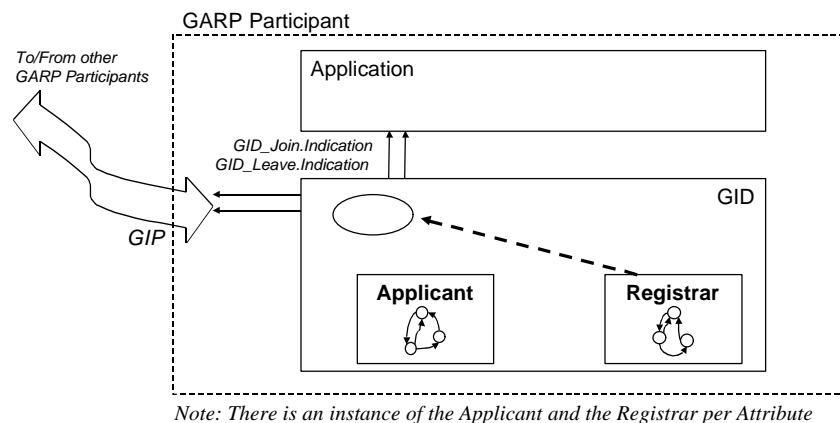 GARP Participant
To/From other
GARP Participants
Application
GID_Join.Indication
GID_Leave.Indication
GID
GIP
Applicant
Registrar
Note: There is an instance of the Applicant and the Registrar per Attribute